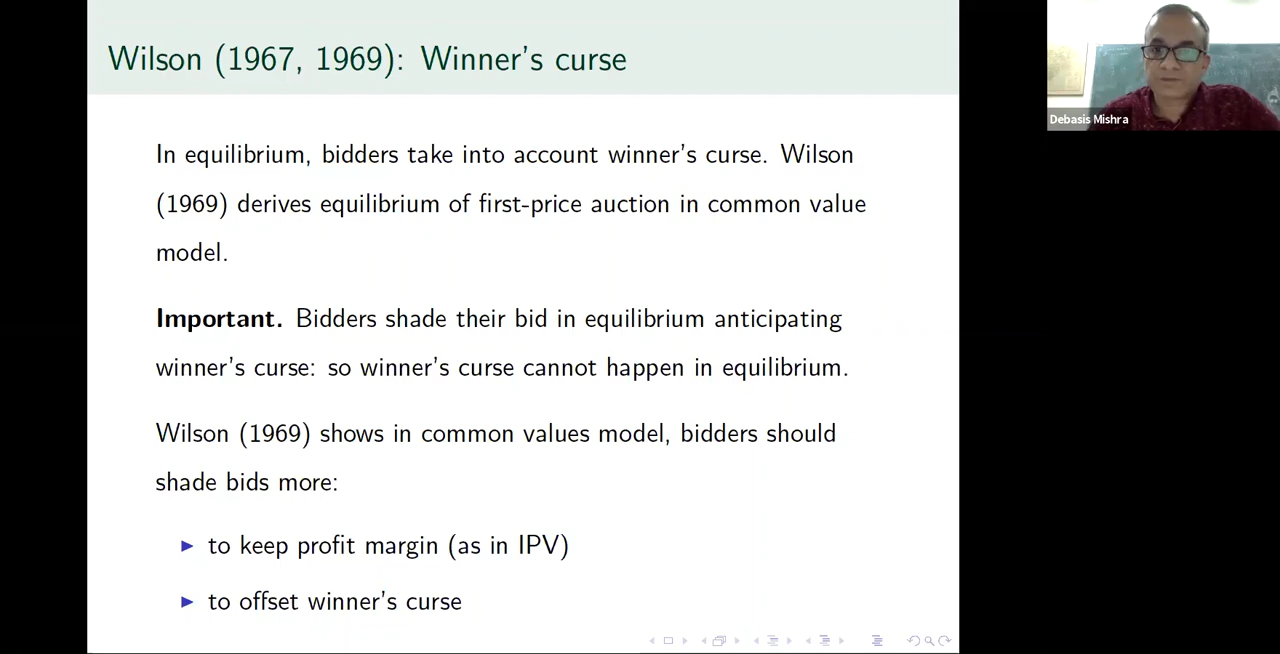 Wilson (1967, 1969): Winner's curse
Debasis Mishra
In equilibrium, bidders take into account winner's curse. Wilson
(1969) derives equilibrium of first-price auction in common value
model.
Important. Bidders shade their bid in equilibrium anticipating
winner's curse: so winner's curse cannot happen in equilibrium.
Wilson (1969) shows in common values model, bidders should
shade bids more:
to keep profit margin (as in IPV)
to offset winner's curse